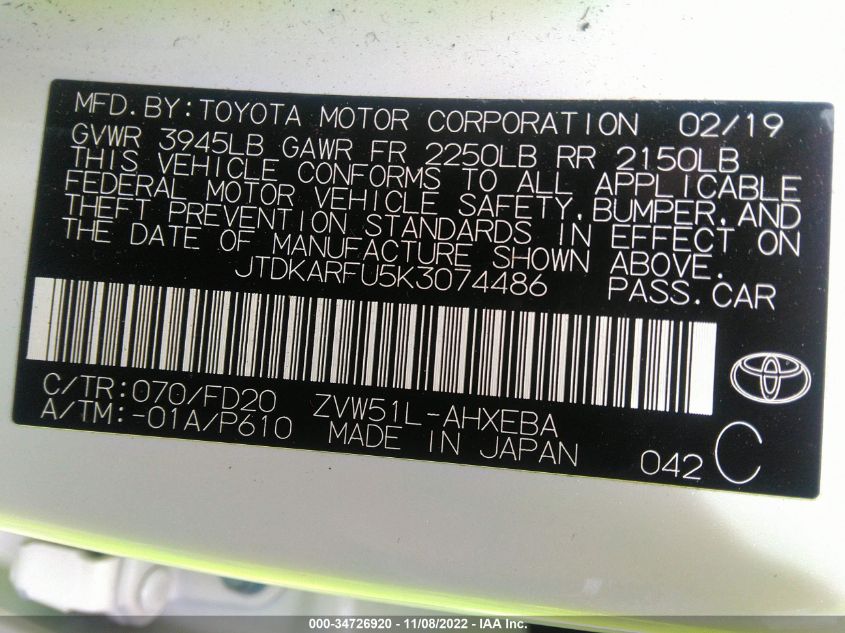 MFD.BY:TOYOTA MOTOR CORPORATION 02/19
GVWR 3945LB GAWR FR 2250LB RR 2150LB
THIS VEHICLE CONFORMS TO ALL APPLICABLE
FEDERAL MOTOR VEHICLE SAFETY,BUMPER,AND
THEFT PREVENTION STANDARDS IN EFFECT ON
THE DATE OF MANUFACTURE SHOWN ABOVE.
JTDKARFU5K3074486 PASS.CAR
C/TR:070/FD20 ZVW51L-AHXEBA
A/TM:-01A/P610 MADE IN JAPAN 042 C
000-34726920 - 11/08/2022 - IAA Inc.